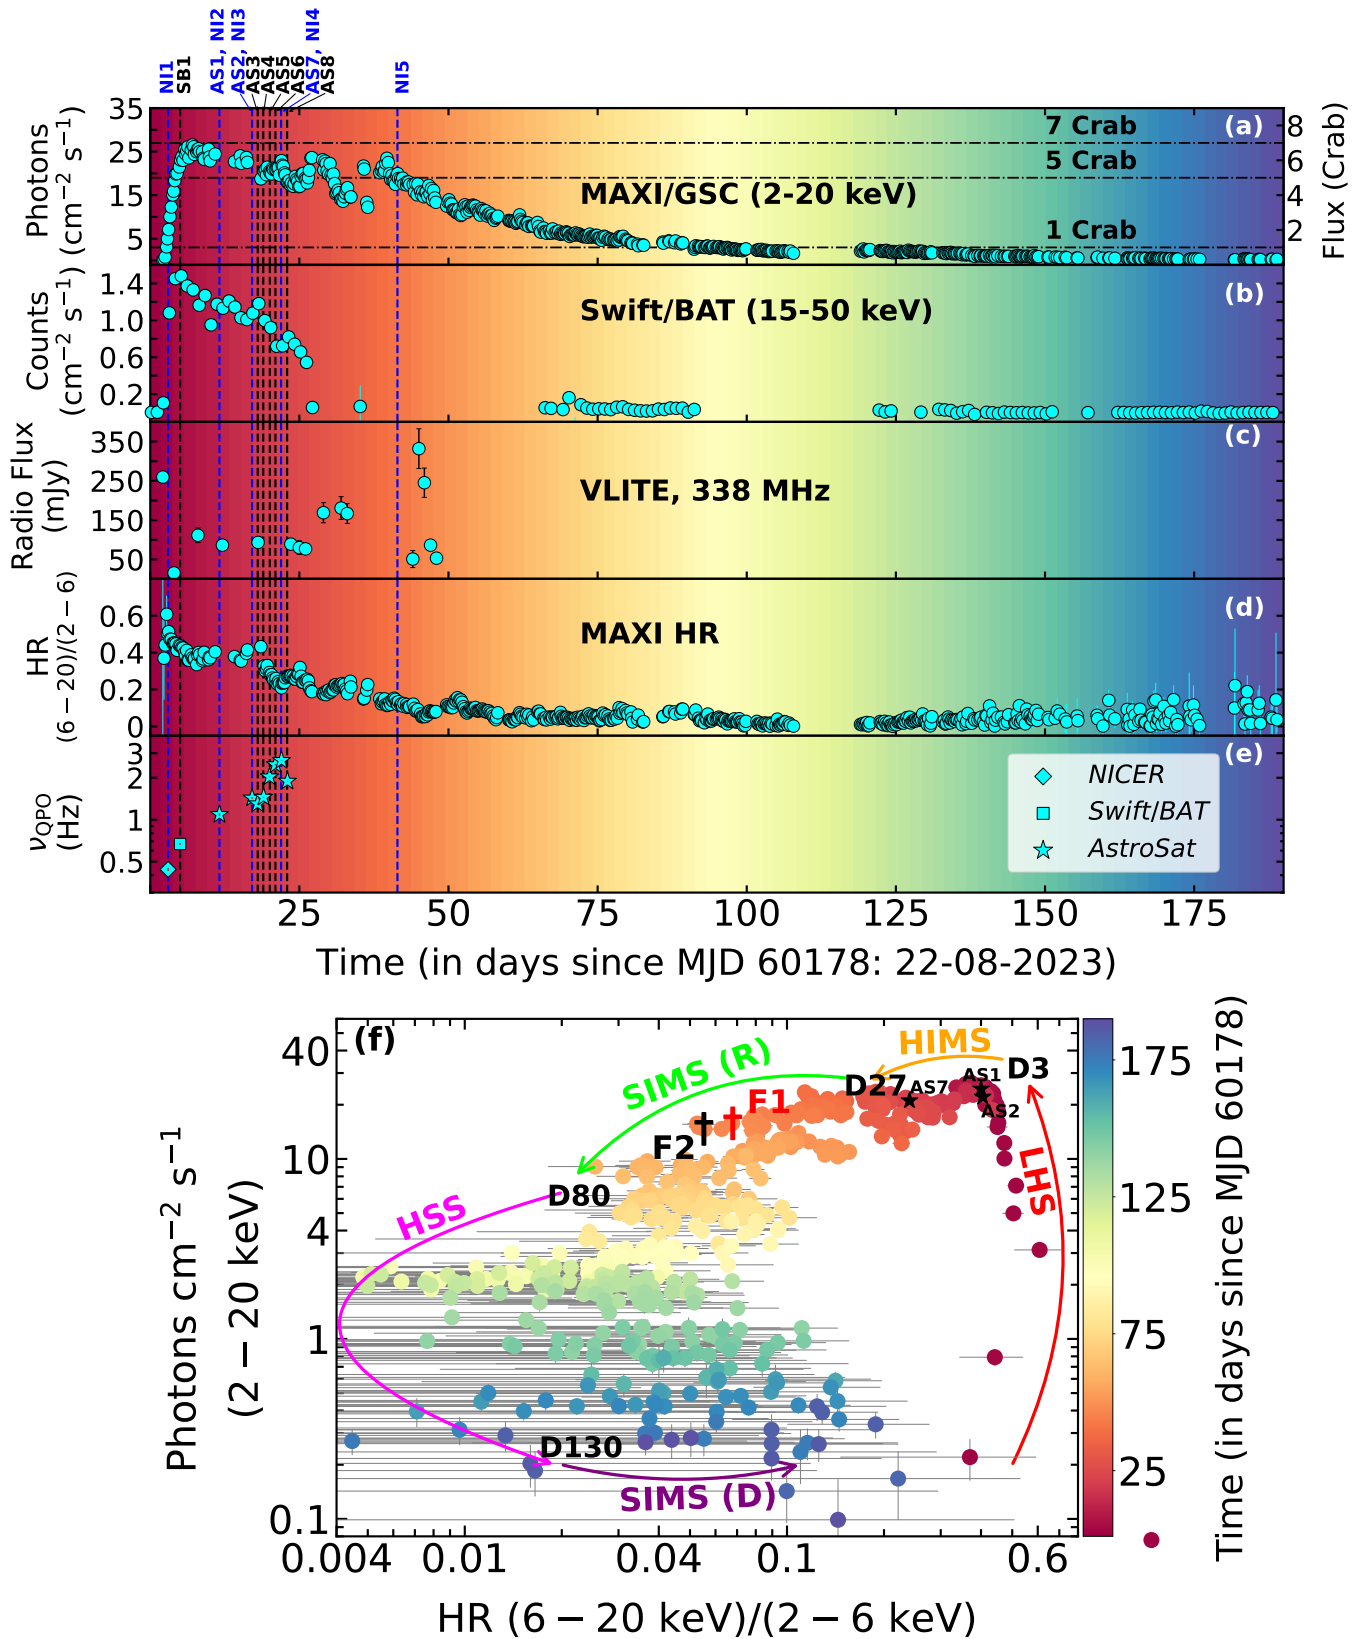 NI1
SB1
AS1, NI2
AS2, NI3
AS3
AS4
AS5
AS6
AS7, NI4
AS8
NI5
35
25
15
5
Photons
(cm⁻² s⁻¹)
7 Crab
5 Crab
1 Crab
MAXI/GSC (2-20 keV)
(a)
8
6
4
2
Flux (Crab)
1.4
1.0
0.6
0.2
Counts
(cm⁻² s⁻¹)
Swift/BAT (15-50 keV)
(b)
350
250
150
50
Radio Flux
(mJy)
VLITE, 338 MHz
(c)
0.6
0.4
0.2
0
HR
(6−20)/(2−6)
MAXI HR
(d)
3
2
1
0.5
νQPO
(Hz)
(e)
NICER
Swift/BAT
AstroSat
25 50 75 100 125 150 175
Time (in days since MJD 60178: 22-08-2023)
(f)
40
10
4
1
0.1
Photons cm⁻² s⁻¹
(2−20 keV)
HIMS
SIMS (R)
D27
AS7
AS1
D3
AS2
F1
F2
LHS
D80
HSS
D130
SIMS (D)
0.004 0.01 0.04 0.1 0.6
HR (6−20 keV)/(2−6 keV)
175
125
75
25
Time (in days since MJD 60178)